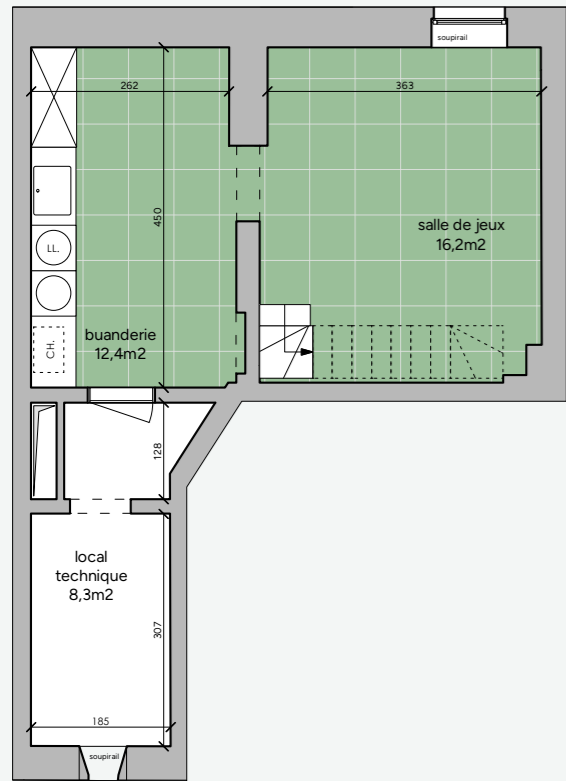 soupirail
262
363
450
salle de jeux
16,2m2
LL.
buanderie
12,4m2
CH.
128
local
technique
8,3m2
307
185
soupirail